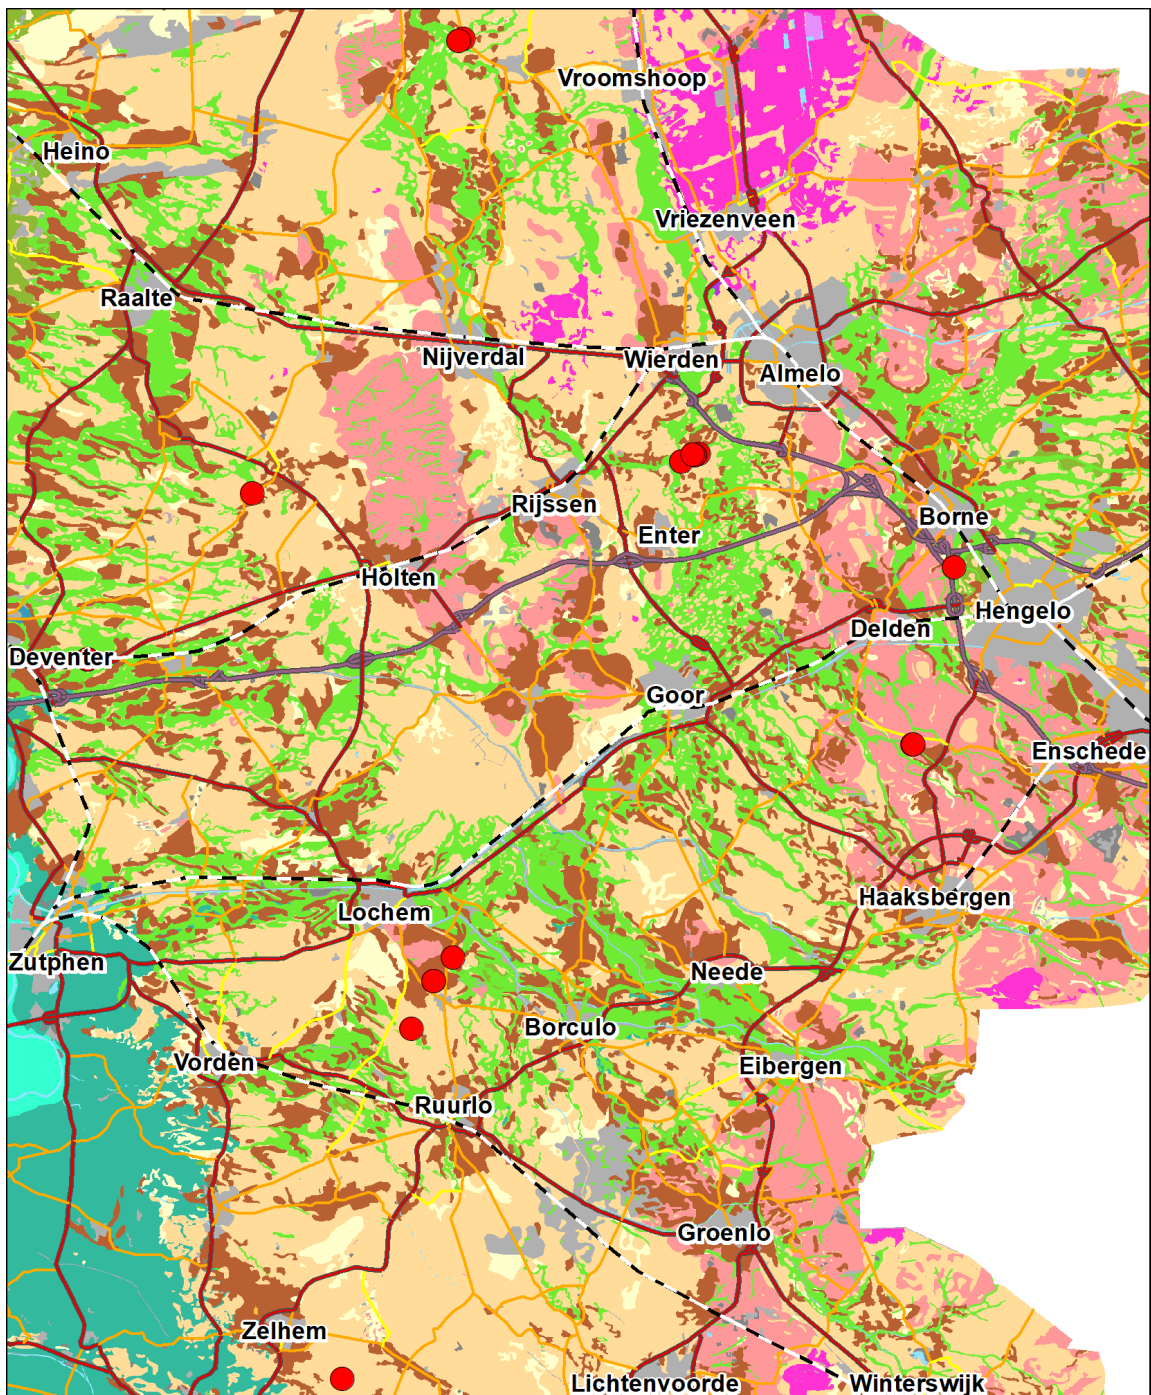 Vroomshoop
Heino
Vriezenveen
Raalte
Nijverdal
Wierden
Almelo
Rijssen
Borne
Enter
Holten
Hengelo
Delden
Deventer
Goor
Enschede
Haaksbergen
Lochem
Zutphen
Neede
Borculo
Vorden
Eibergen
Ruurlo
Groenlo
Zelhem
Lichtenvoorde
Winterswijk